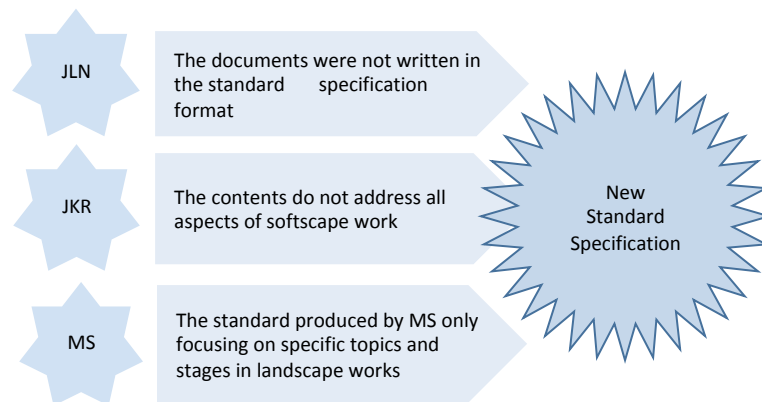 JLN
The documents were not written in
the standard specification
format
JKR
The contents do not address all
aspects of softscape work
MS
The standard produced by MS only
focusing on specific topics and
stages in landscape works
New
Standard
Specification